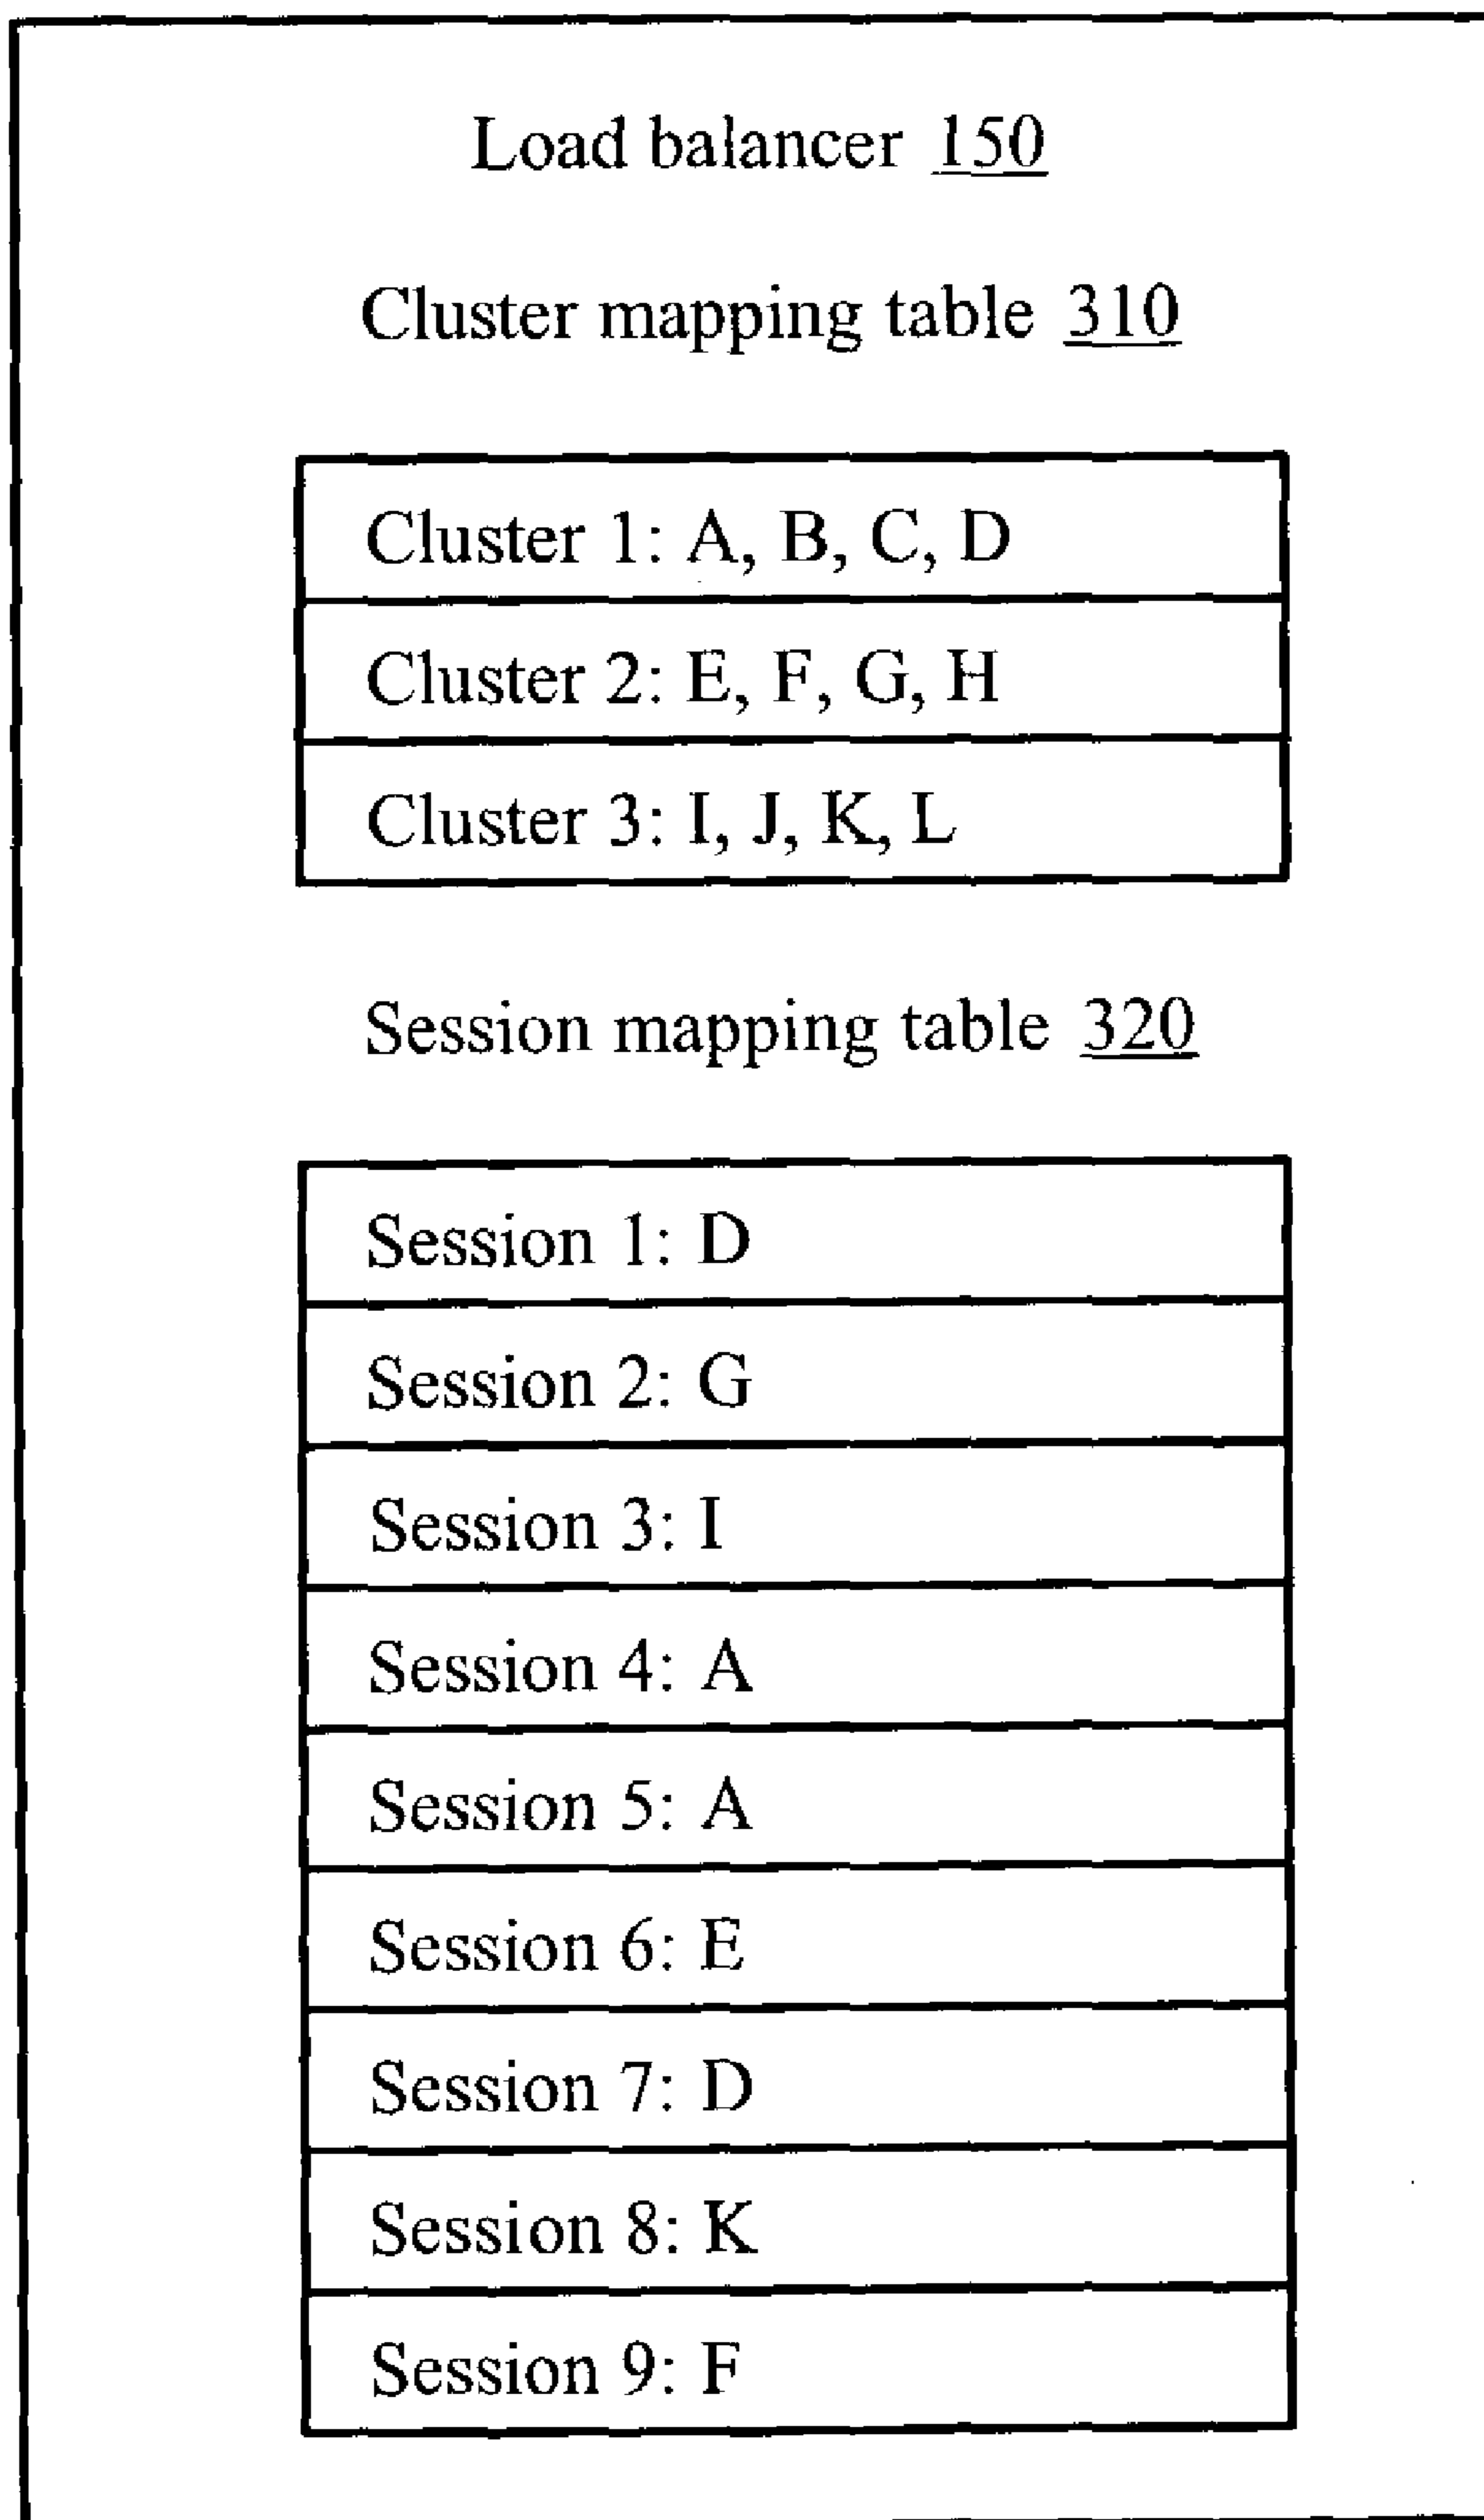 Load balancer 150
Cluster mapping table 310
Cluster 1: A, B, C, D
Cluster 2: E, F, G, H
Cluster 3: I, J, K, L
Session mapping table 320
Session 1: D
Session 2: G
Session 3: I
Session 4: A
Session 5: A
Session 6: E
Session 7: D
Session 8: K
Session 9: F